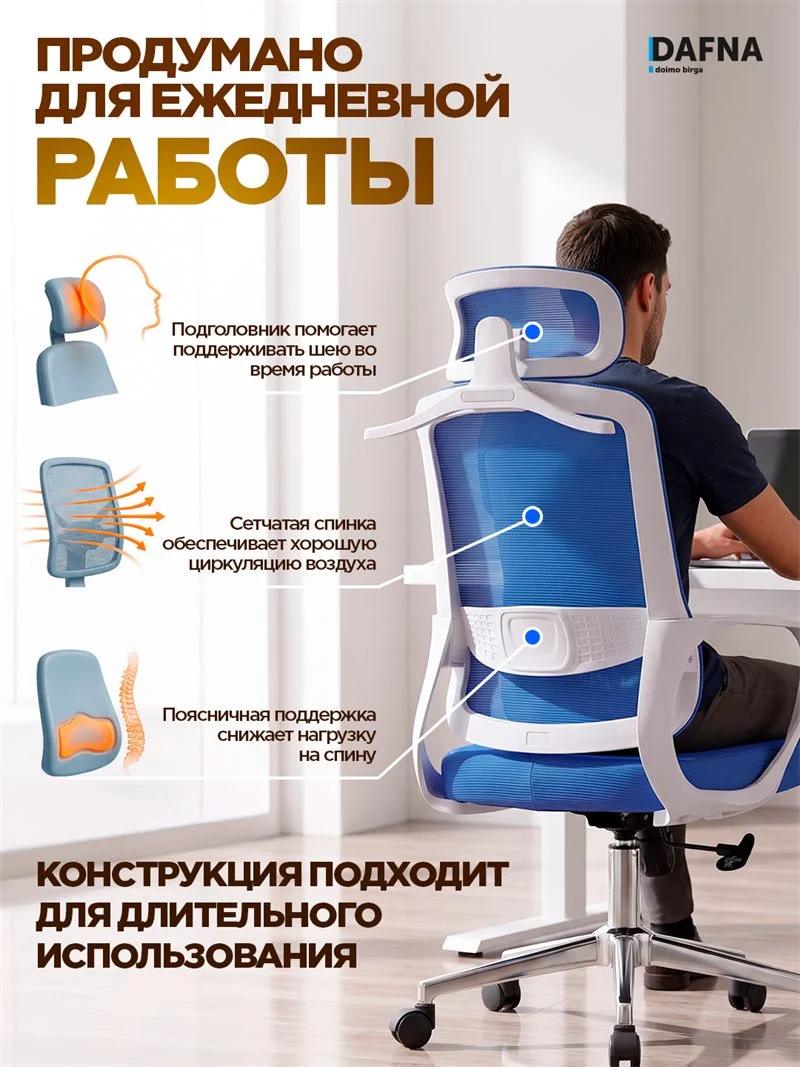 ПРОДУМАНО
ДЛЯ ЕЖЕДНЕВНОЙ
РАБОТЫ
DAFNA
doimo birga
Подголовник помогает
поддерживать шею во
время работы
Сетчатая спинка
обеспечивает хорошую
циркуляцию воздуха
Поясничная поддержка
снижает нагрузку
на спину
КОНСТРУКЦИЯ ПОДХОДИТ
ДЛЯ ДЛИТЕЛЬНОГО
ИСПОЛЬЗОВАНИЯ